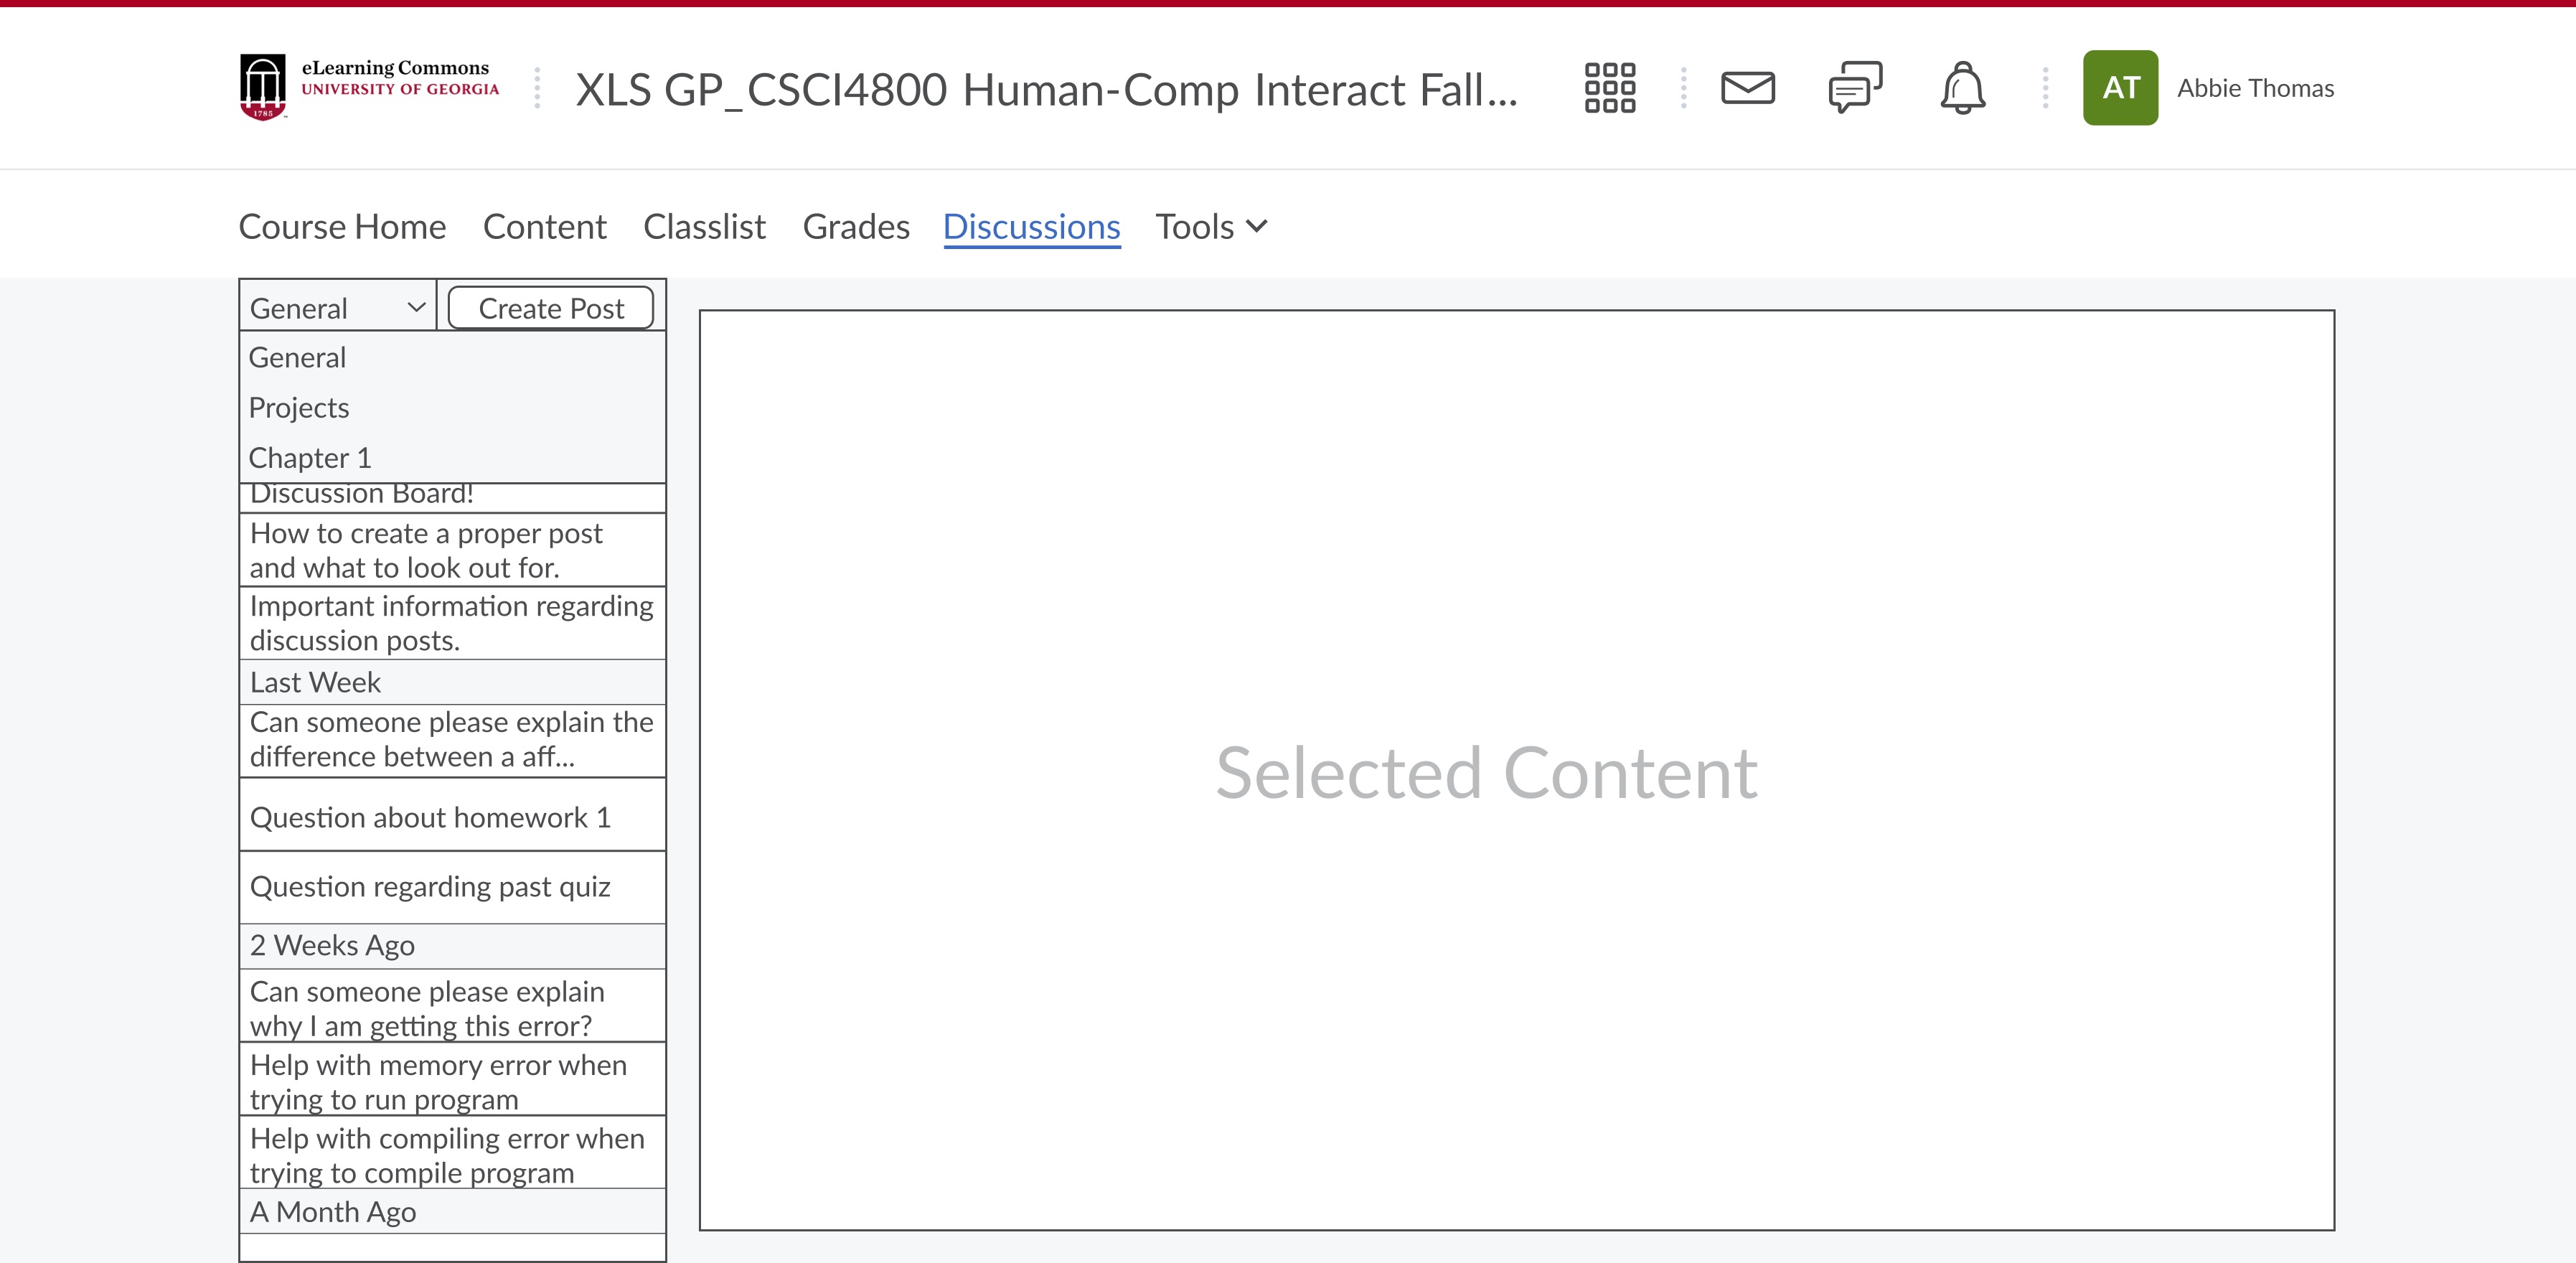 eLearning Commons
UNIVERSITY OF GEORGIA
1785
XLS GP_CSCI4800 Human-Comp Interact Fall...
AT
Abbie Thomas
Course Home Content Classlist Grades Discussions Tools
General
Create Post
General
Projects
Chapter 1
Discussion Board!
How to create a proper post
and what to look out for.
Important information regarding
discussion posts.
Last Week
Can someone please explain the
difference between a aff...
Question about homework 1
Question regarding past quiz
2 Weeks Ago
Can someone please explain
why I am getting this error?
Help with memory error when
trying to run program
Help with compiling error when
trying to compile program
A Month Ago
Selected Content